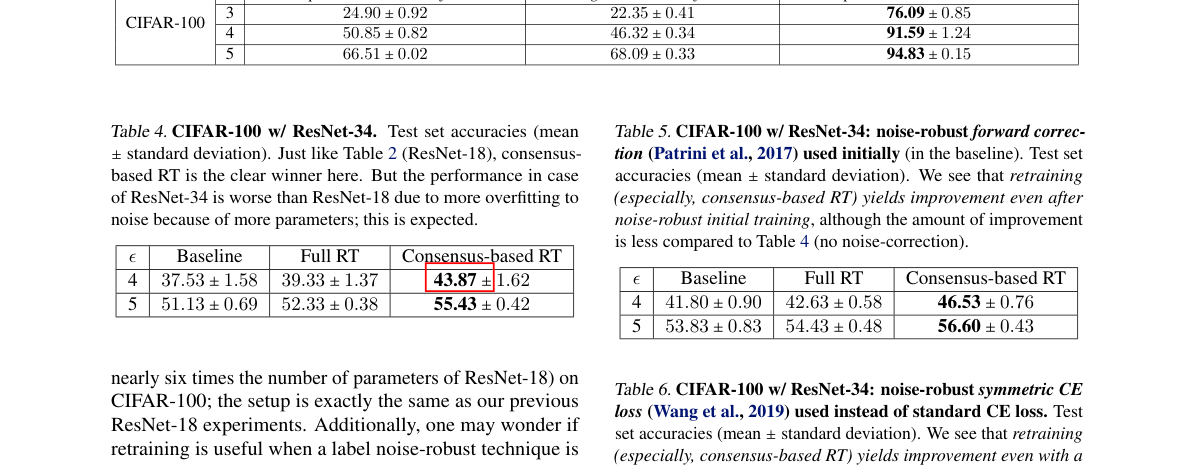 CIFAR-100
3 24.90 ± 0.92 22.35 ± 0.41 76.09 ± 0.85
4 50.85 ± 0.82 46.32 ± 0.34 91.59 ± 1.24
5 66.51 ± 0.02 68.09 ± 0.33 94.83 ± 0.15
Table 4. CIFAR-100 w/ ResNet-34. Test set accuracies (mean
± standard deviation). Just like Table 2 (ResNet-18), consensus-
based RT is the clear winner here. But the performance in case
of ResNet-34 is worse than ResNet-18 due to more overfitting to
noise because of more parameters; this is expected.
ϵ Baseline Full RT Consensus-based RT
4 37.53 ± 1.58 39.33 ± 1.37 43.87 ± 1.62
5 51.13 ± 0.69 52.33 ± 0.38 55.43 ± 0.42
nearly six times the number of parameters of ResNet-18) on
CIFAR-100; the setup is exactly the same as our previous
ResNet-18 experiments. Additionally, one may wonder if
retraining is useful when a label noise-robust technique is
Table 5. CIFAR-100 w/ ResNet-34: noise-robust forward correc-
tion (Patrini et al., 2017) used initially (in the baseline). Test set
accuracies (mean ± standard deviation). We see that retraining
(especially, consensus-based RT) yields improvement even after
noise-robust initial training, although the amount of improvement
is less compared to Table 4 (no noise-correction).
ϵ Baseline Full RT Consensus-based RT
4 41.80 ± 0.90 42.63 ± 0.58 46.53 ± 0.76
5 53.83 ± 0.83 54.43 ± 0.48 56.60 ± 0.43
Table 6. CIFAR-100 w/ ResNet-34: noise-robust symmetric CE
loss (Wang et al., 2019) used instead of standard CE loss. Test
set accuracies (mean ± standard deviation). We see that retraining
(especially, consensus-based RT) yields improvement even with a